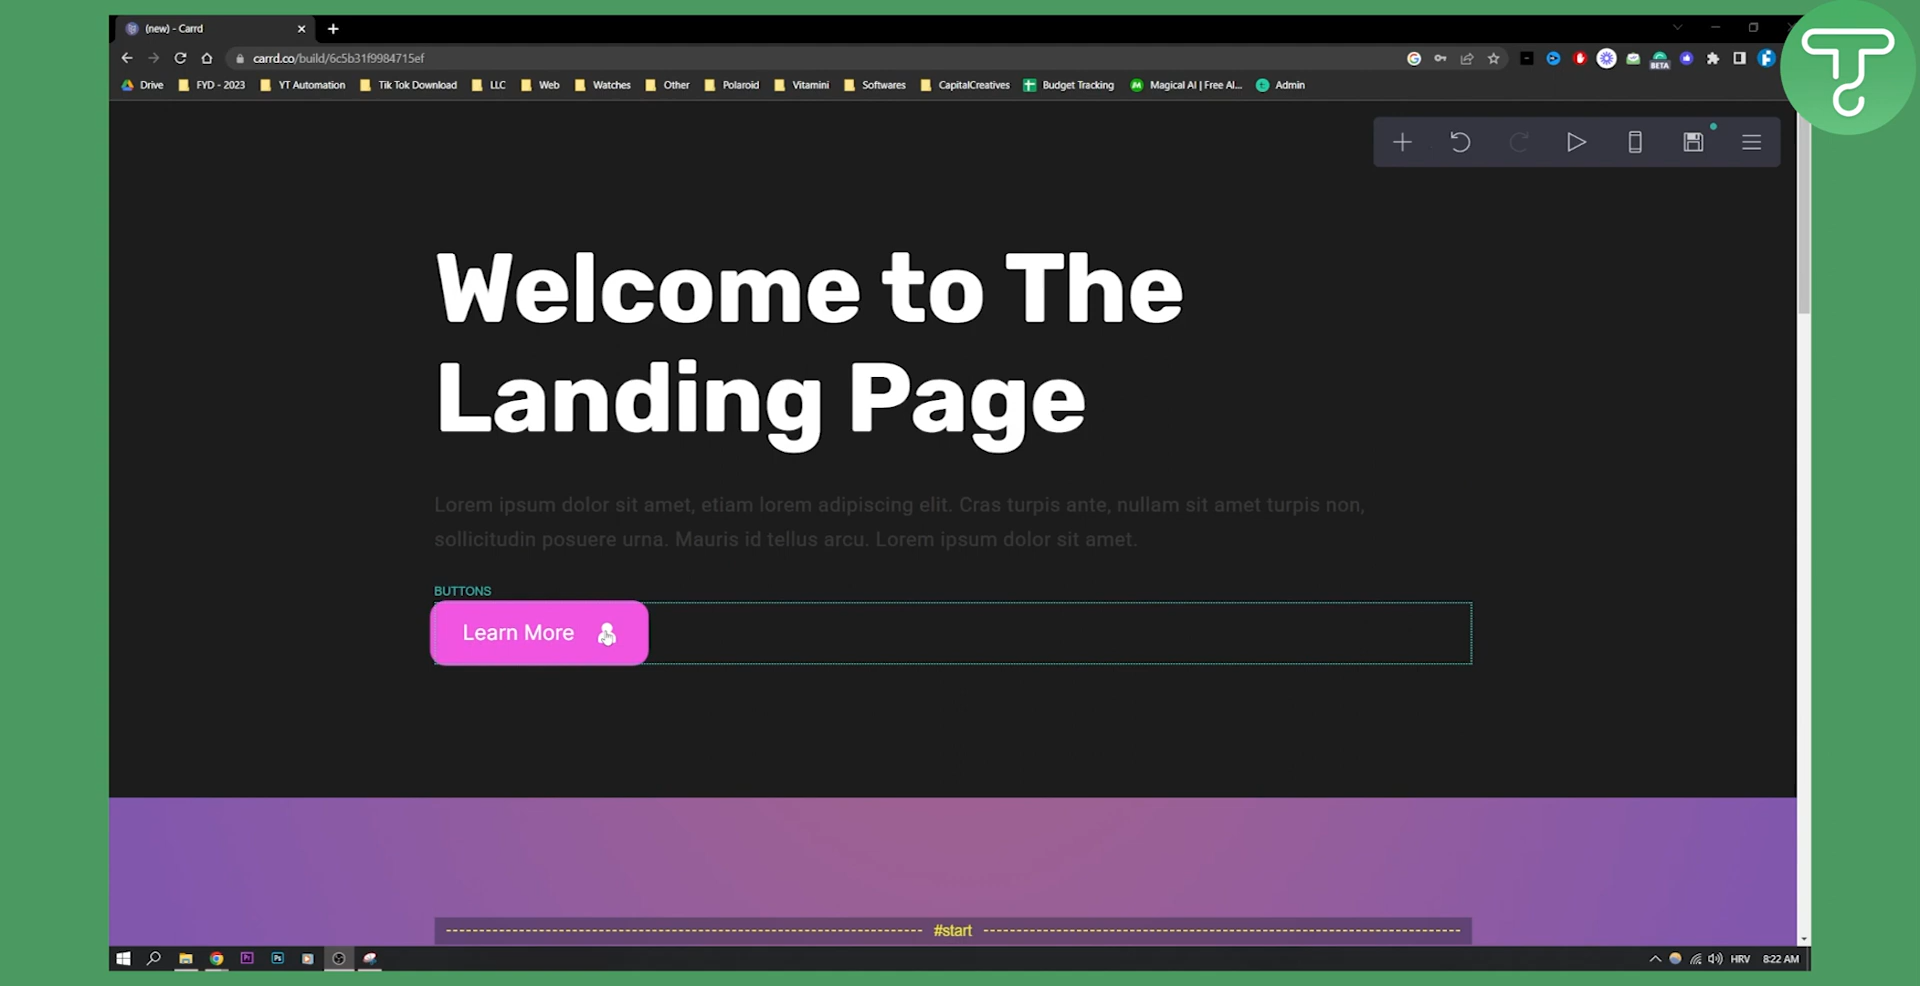 (new) - Carrd
carrd.co/build/6c5b31f9984715ef
BETA
Drive FYD - 2023 YT Automation Tik Tok Download LLC Web Watches Other Polaroid Vitamini Softwares CapitalCreatives Budget Tracking Magical AI | Free AI... Admin
Welcome to The
Landing Page
Lorem ipsum dolor sit amet, etiam lorem adipiscing elit. Cras turpis ante, nullam sit amet turpis non,
sollicitudin posuere urna. Mauris id tellus arcu. Lorem ipsum dolor sit amet.
BUTTONS
Learn More
#start
Pr Ps
HRV 8:22 AM